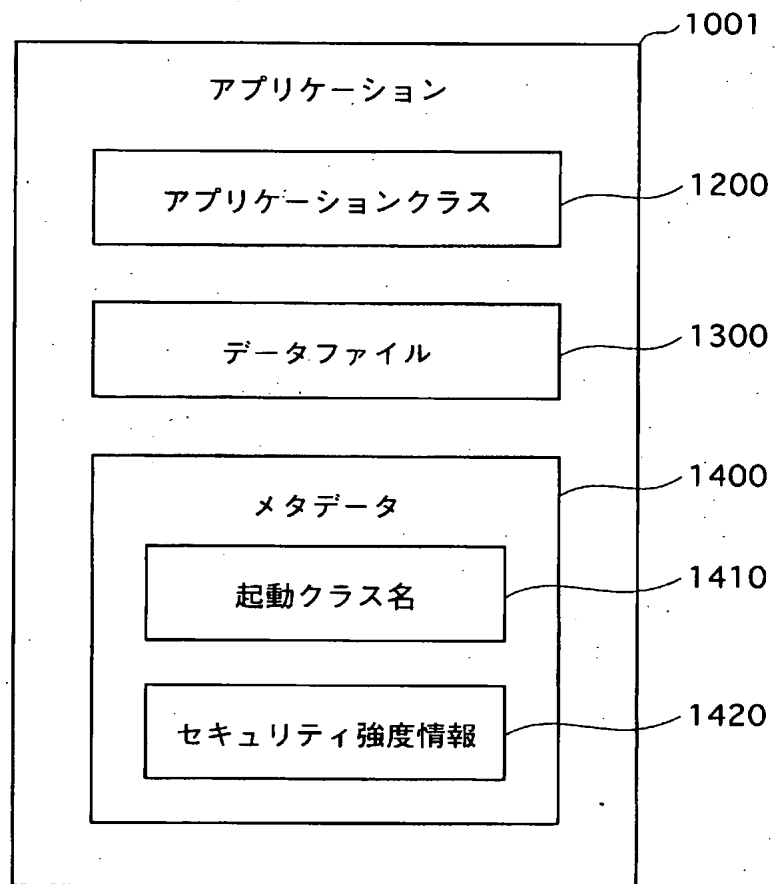 1001
アプリケーション
アプリケーションクラス
1200
データファイル
1300
メタデータ
1400
起動クラス名
1410
セキュリティ強度情報
1420